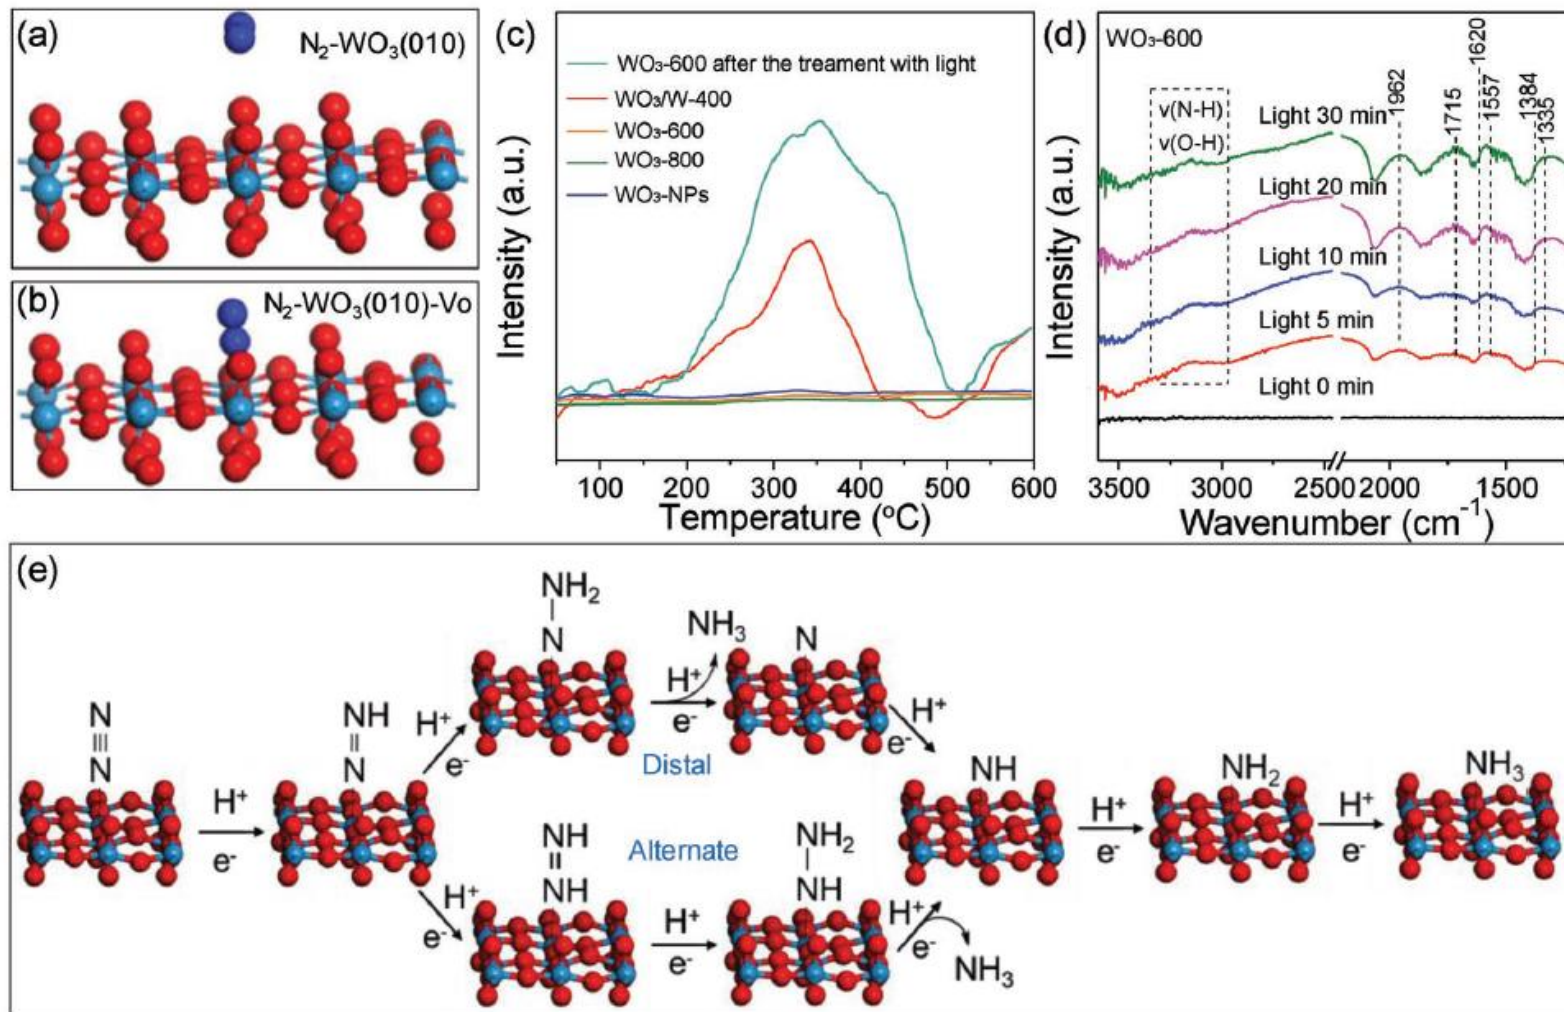 (a)
N₂-WO₃(010)
(b)
N₂-WO₃(010)-Vo
(c)
WO₃-600 after the treament with light
WO₃/W-400
WO₃-600
WO₃-800
WO₃-NPs
Intensity (a.u.)
100 200 300 400 500 600
Temperature (°C)
(d)
WO₃-600
v(N-H)
v(O-H)
1962
1715
1620
1557
1384
1335
Light 30 min
Light 20 min
Light 10 min
Light 5 min
Light 0 min
Intensity (a.u.)
3500 3000 2500 2000 1500
Wavenumber (cm⁻¹)
(e)
N
N
H⁺
e⁻
NH
N
H⁺
e⁻
NH₂
N
H⁺
e⁻
NH₃
N
H⁺
e⁻
Distal
Alternate
H⁺
e⁻
NH
NH
H⁺
e⁻
NH₂
NH
H⁺
e⁻
NH₃
NH
H⁺
e⁻
NH₂
H⁺
e⁻
NH₃